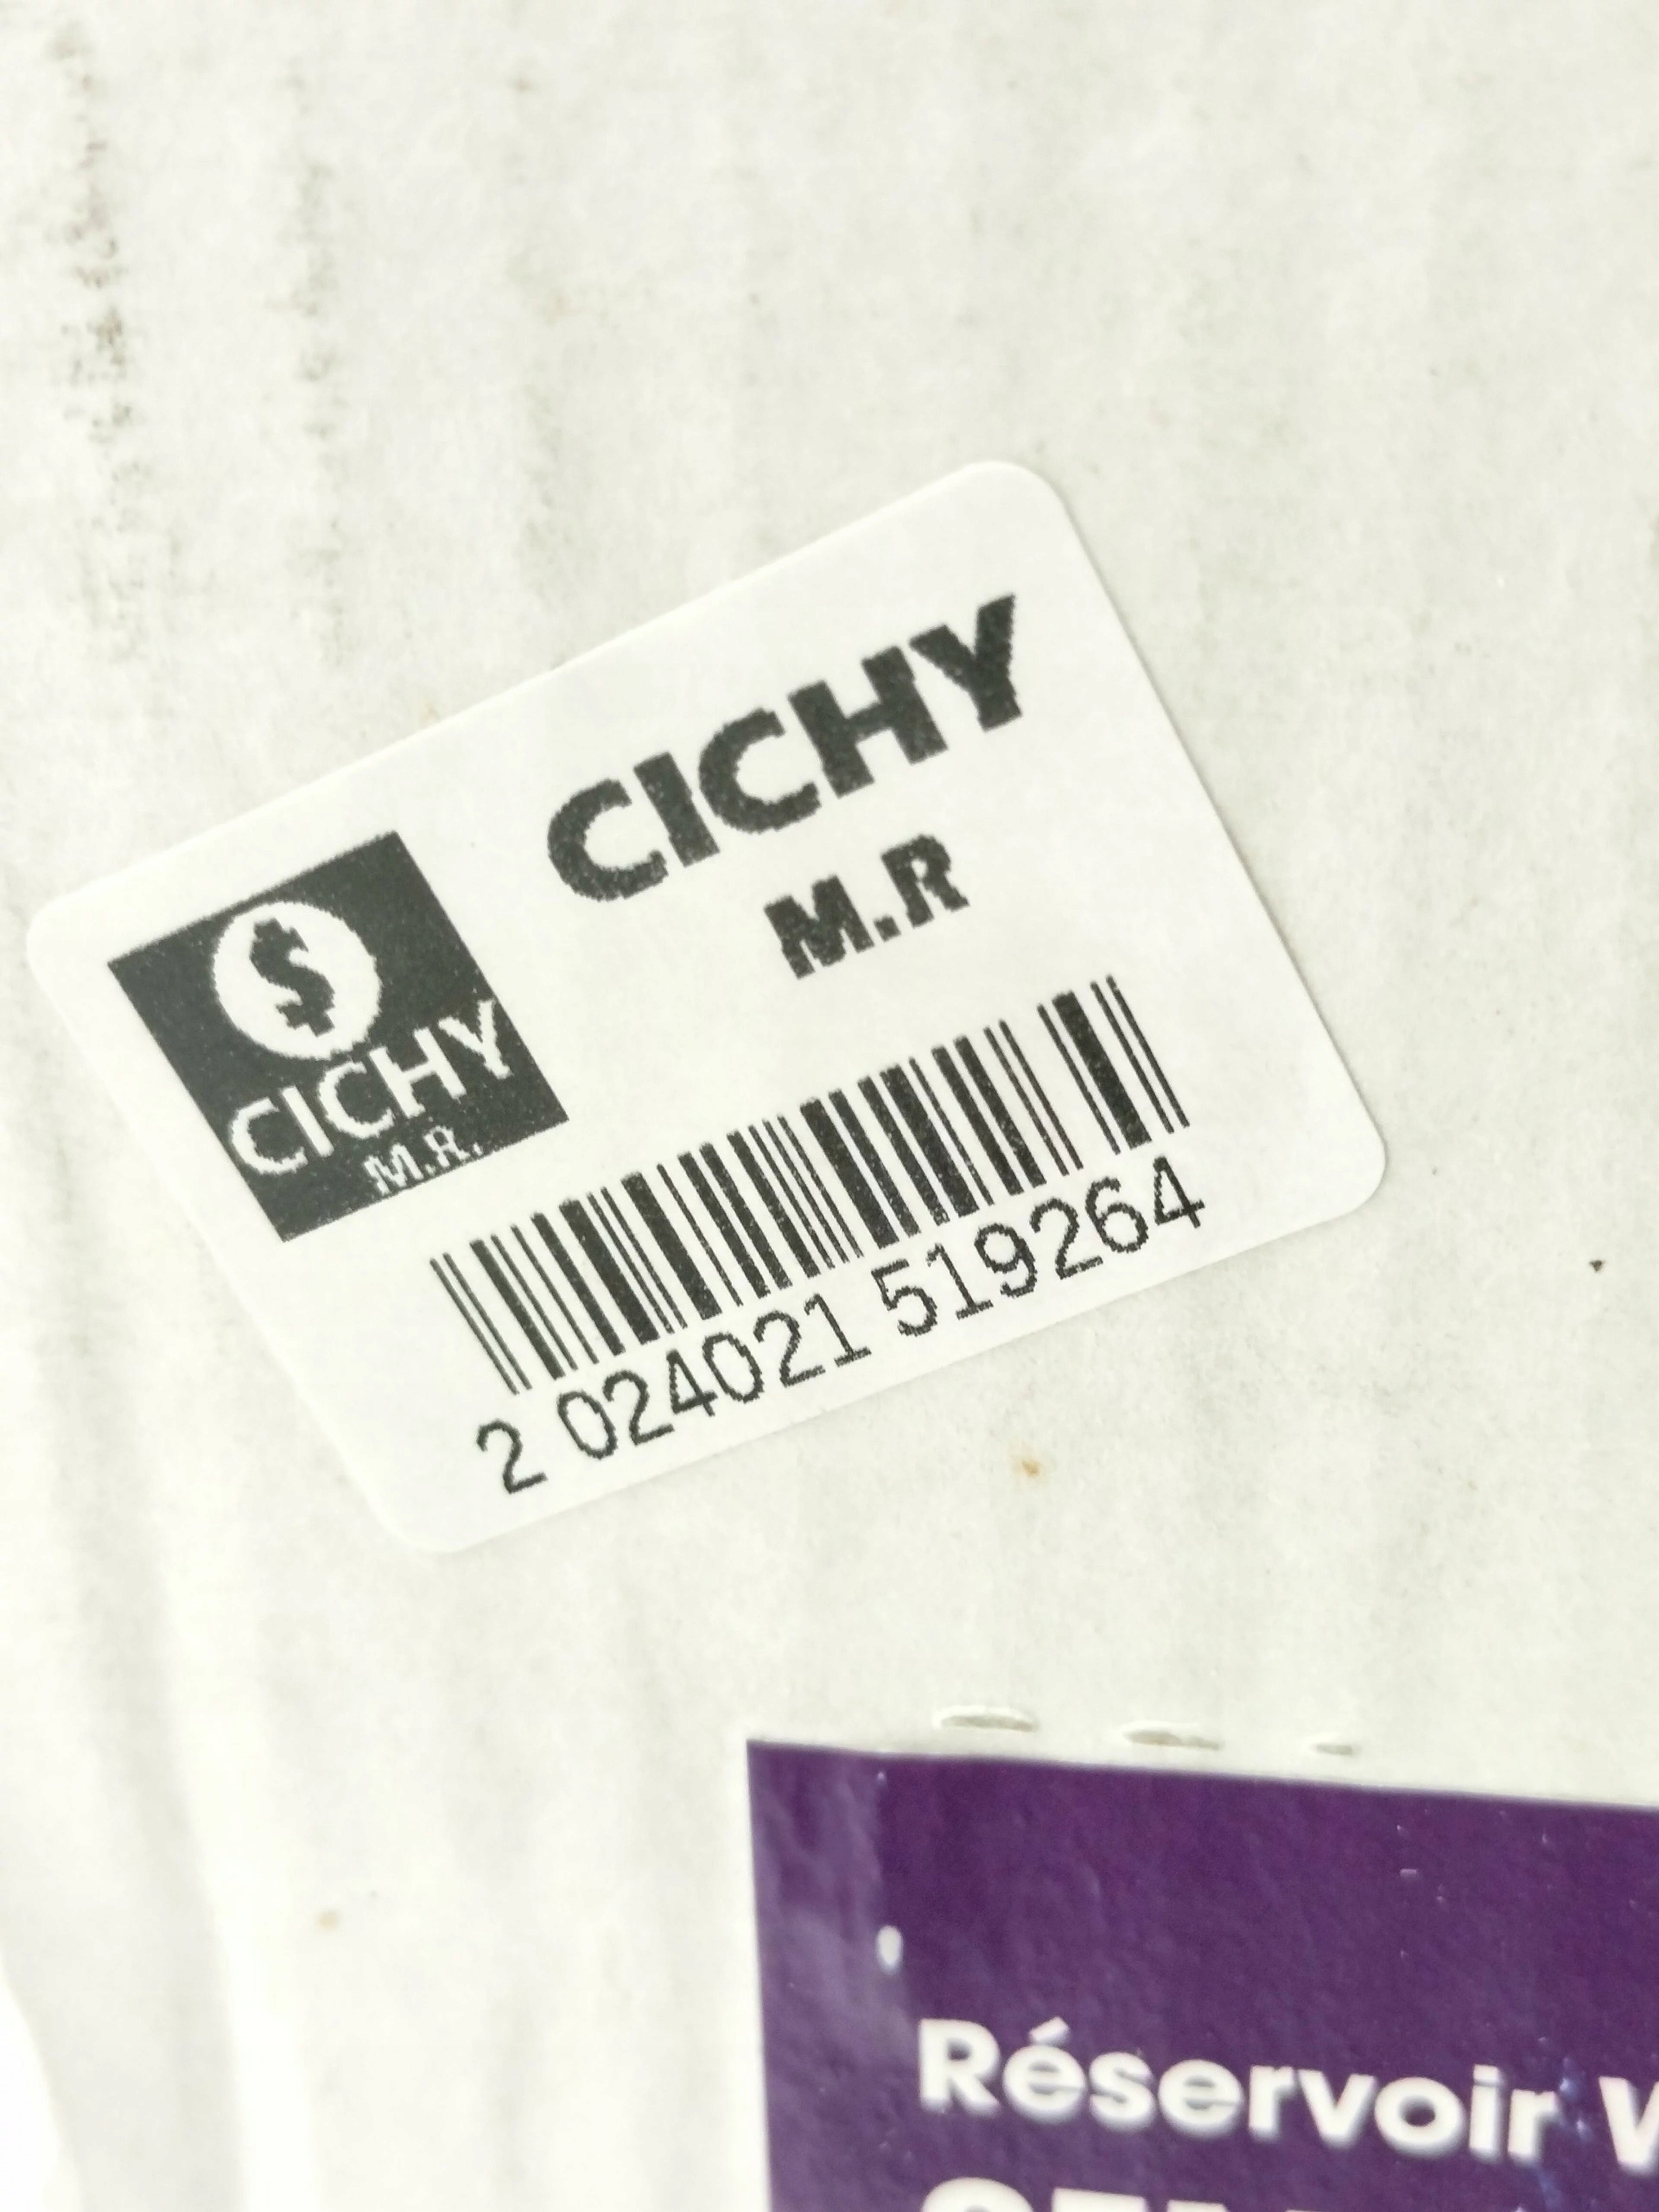 CICHY
M.R
$
CICHY
M.R.
2 024021 519264
Réservoir